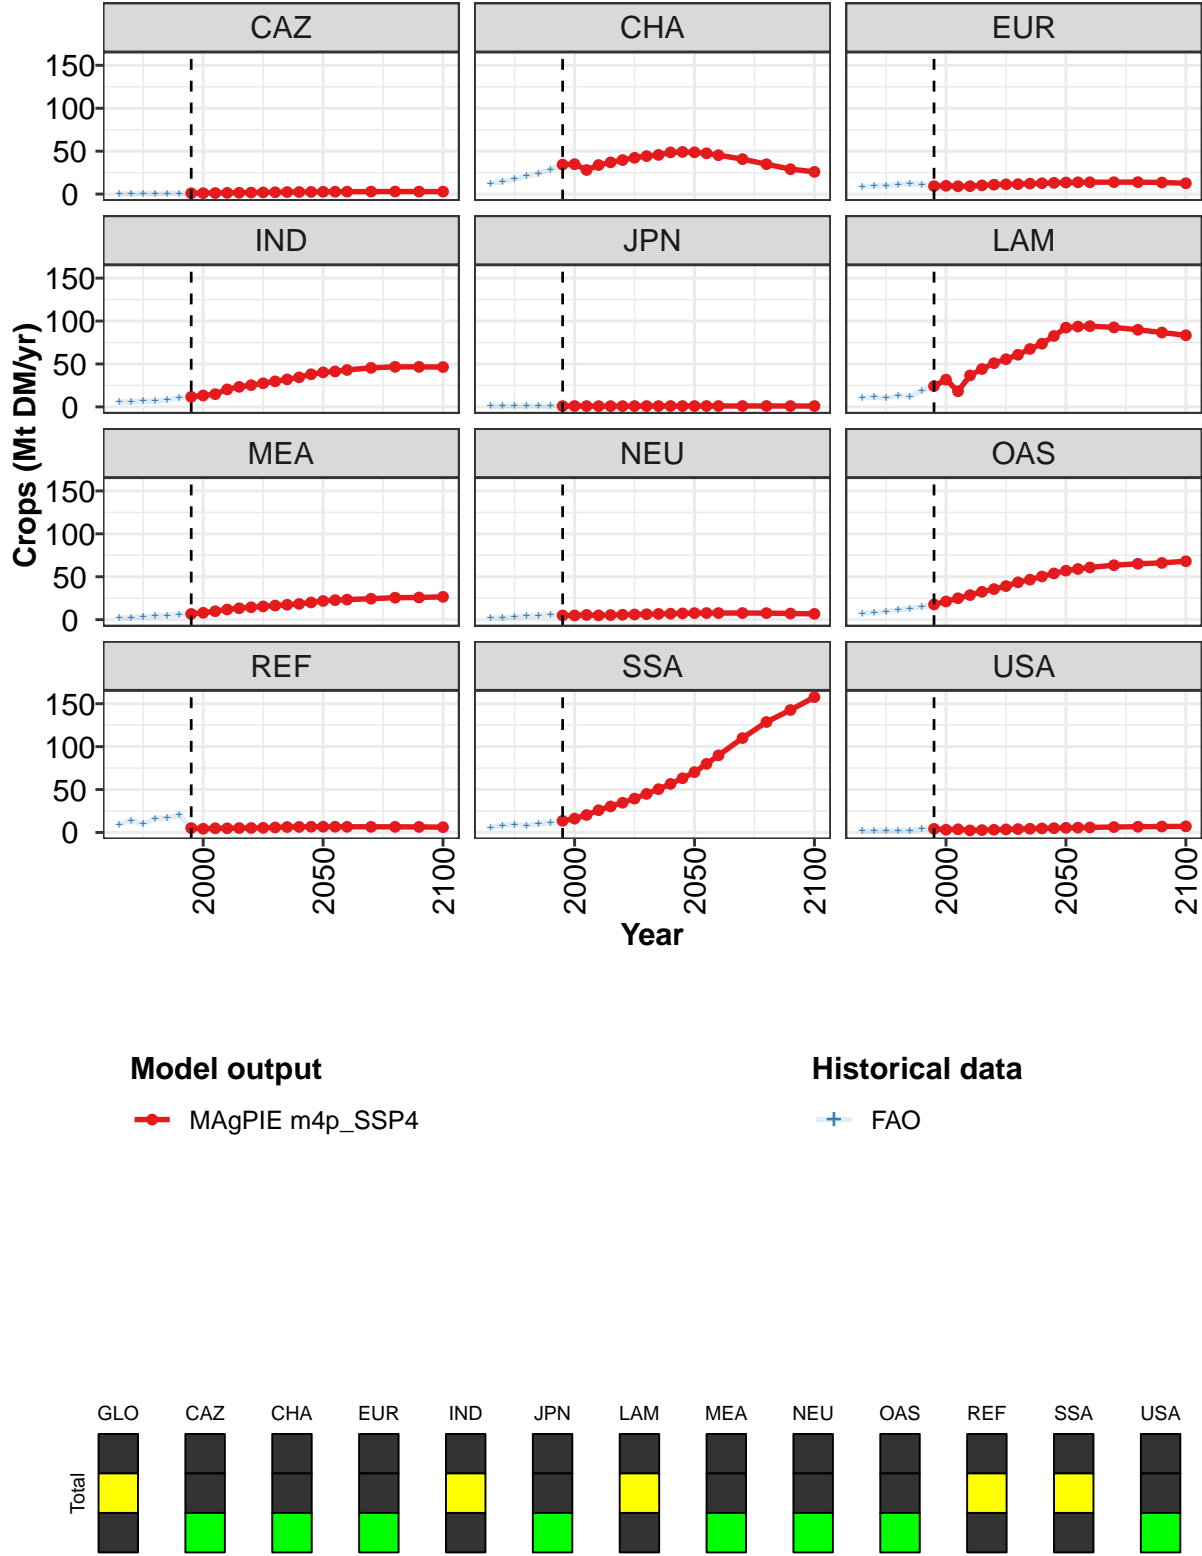 CAZ CHA EUR
150
100
50
0
IND JPN LAM
150
100
50
0
MEA NEU OAS
150
100
50
0
REF SSA USA
150
100
50
0
Crops (Mt DM/yr)
2000 2050 2100 2000 2050 2100 2000 2050 2100
Year
Model output Historical data
MAgPIE m4p_SSP4 FAO
GLO CAZ CHA EUR IND JPN LAM MEA NEU OAS REF SSA USA
Total